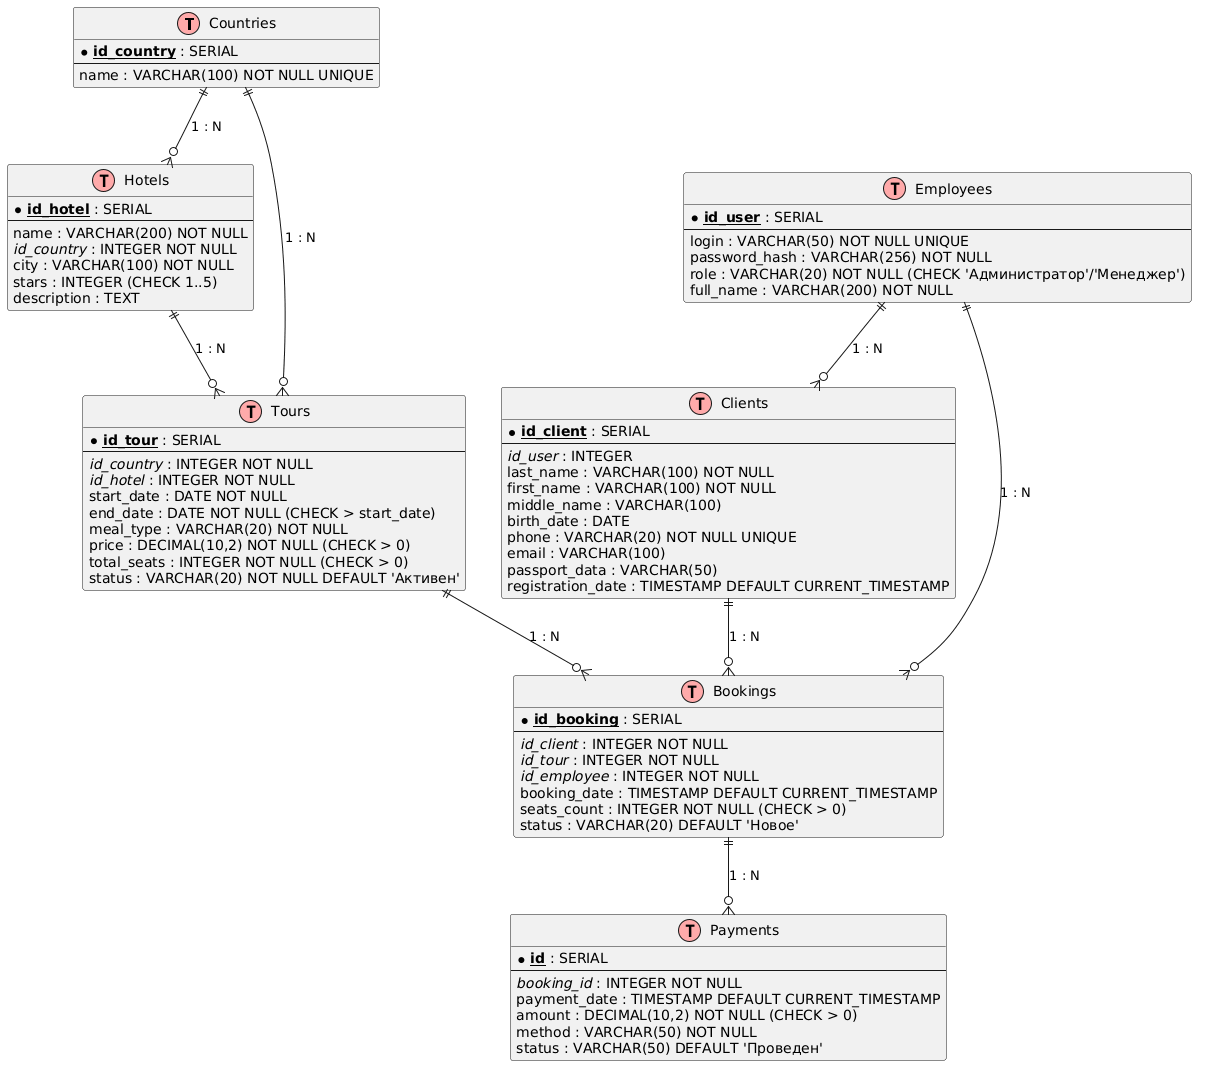 T Countries
* id_country : SERIAL
name : VARCHAR(100) NOT NULL UNIQUE
1 : N
1 : N
T Hotels
* id_hotel : SERIAL
name : VARCHAR(200) NOT NULL
id_country : INTEGER NOT NULL
city : VARCHAR(100) NOT NULL
stars : INTEGER (CHECK 1..5)
description : TEXT
T Employees
* id_user : SERIAL
login : VARCHAR(50) NOT NULL UNIQUE
password_hash : VARCHAR(256) NOT NULL
role : VARCHAR(20) NOT NULL (CHECK 'Администратор'/'Менеджер')
full_name : VARCHAR(200) NOT NULL
1 : N
1 : N
1 : N
T Tours
* id_tour : SERIAL
id_country : INTEGER NOT NULL
id_hotel : INTEGER NOT NULL
start_date : DATE NOT NULL
end_date : DATE NOT NULL (CHECK > start_date)
meal_type : VARCHAR(20) NOT NULL
price : DECIMAL(10,2) NOT NULL (CHECK > 0)
total_seats : INTEGER NOT NULL (CHECK > 0)
status : VARCHAR(20) NOT NULL DEFAULT 'Активен'
T Clients
* id_client : SERIAL
id_user : INTEGER
last_name : VARCHAR(100) NOT NULL
first_name : VARCHAR(100) NOT NULL
middle_name : VARCHAR(100)
birth_date : DATE
phone : VARCHAR(20) NOT NULL UNIQUE
email : VARCHAR(100)
passport_data : VARCHAR(50)
registration_date : TIMESTAMP DEFAULT CURRENT_TIMESTAMP
1 : N
1 : N
T Bookings
* id_booking : SERIAL
id_client : INTEGER NOT NULL
id_tour : INTEGER NOT NULL
id_employee : INTEGER NOT NULL
booking_date : TIMESTAMP DEFAULT CURRENT_TIMESTAMP
seats_count : INTEGER NOT NULL (CHECK > 0)
status : VARCHAR(20) DEFAULT 'Новое'
1 : N
T Payments
* id : SERIAL
booking_id : INTEGER NOT NULL
payment_date : TIMESTAMP DEFAULT CURRENT_TIMESTAMP
amount : DECIMAL(10,2) NOT NULL (CHECK > 0)
method : VARCHAR(50) NOT NULL
status : VARCHAR(50) DEFAULT 'Проведен'